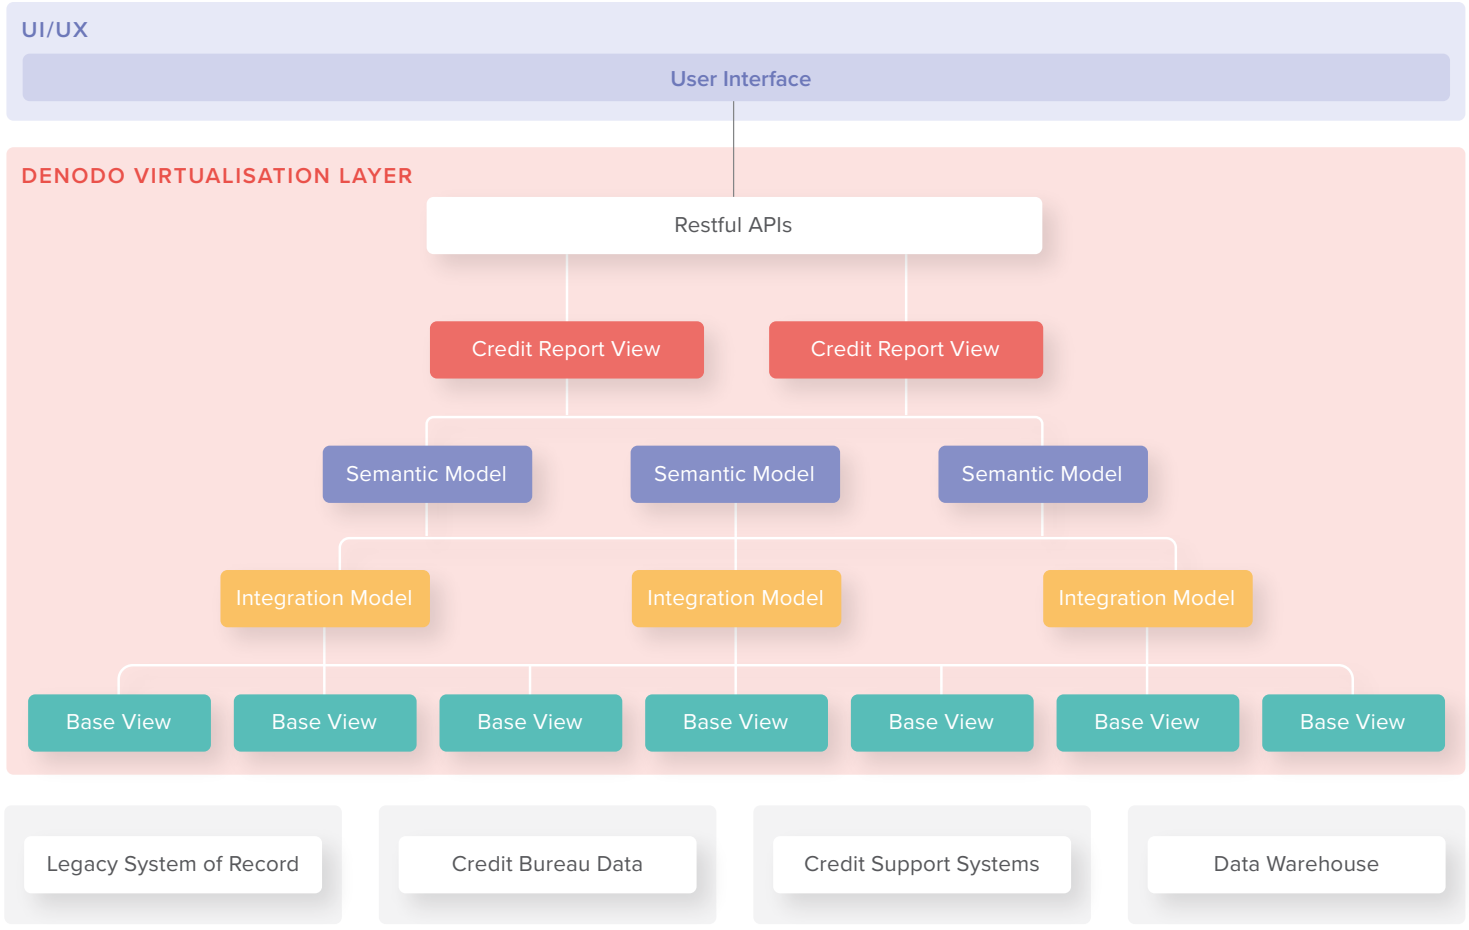 UI/UX
User Interface
DENODO VIRTUALISATION LAYER
Restful APIs
Credit Report View
Credit Report View
Semantic Model
Semantic Model
Semantic Model
Integration Model
Integration Model
Integration Model
Base View
Base View
Base View
Base View
Base View
Base View
Base View
Legacy System of Record
Credit Bureau Data
Credit Support Systems
Data Warehouse